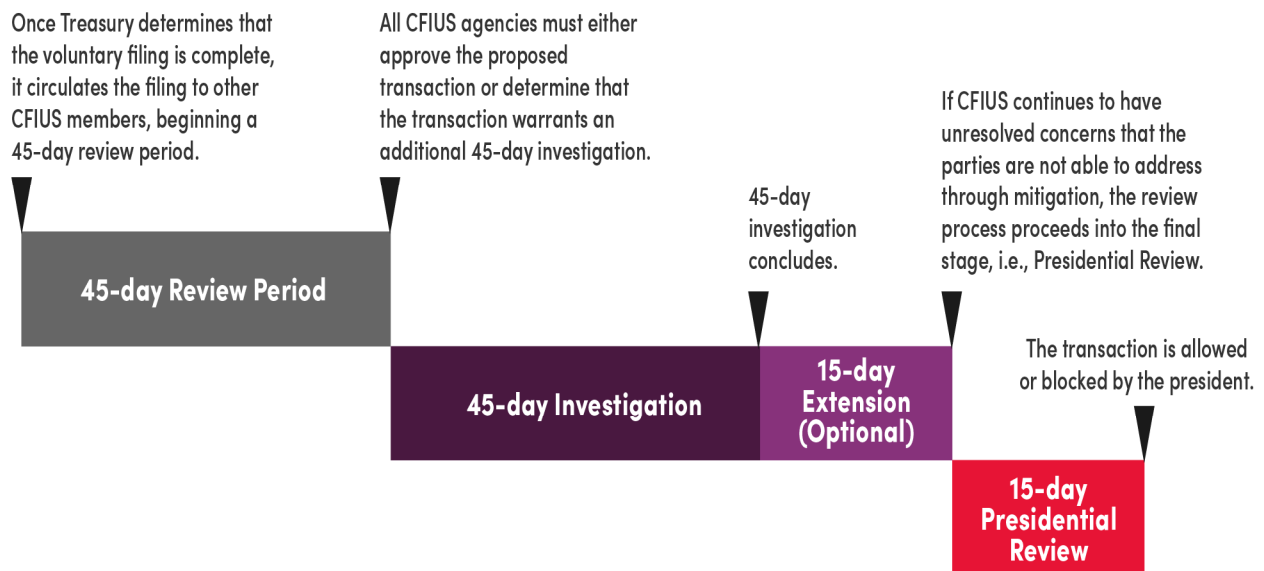 Once Treasury determines that
the voluntary filing is complete,
it circulates the filing to other
CFIUS members, beginning a
45-day review period.
All CFIUS agencies must either
approve the proposed
transaction or determine that
the transaction warrants an
additional 45-day investigation.
45-day
investigation
concludes.
If CFIUS continues to have
unresolved concerns that the
parties are not able to address
through mitigation, the review
process proceeds into the final
stage, i.e., Presidential Review.
The transaction is allowed
or blocked by the president.
45-day Review Period
45-day Investigation
15-day
Extension
(Optional)
15-day
Presidential
Review